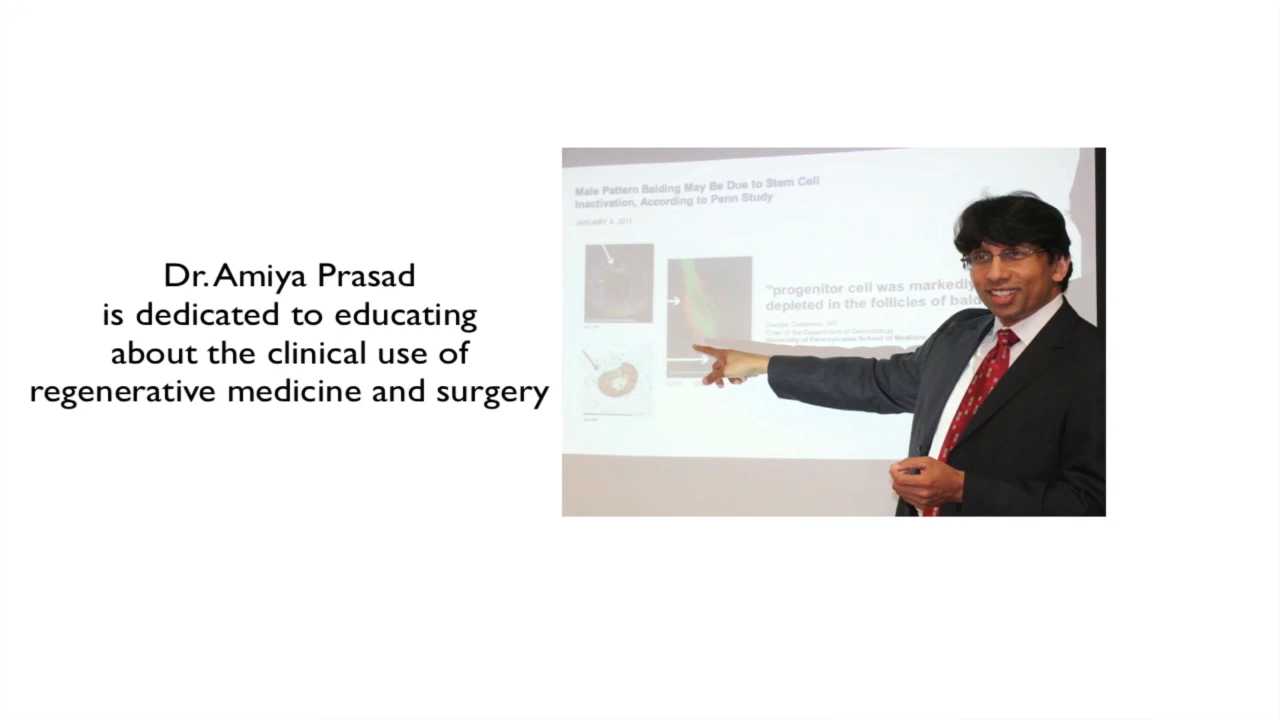 Dr. Amiya Prasad
is dedicated to educating
about the clinical use of
regenerative medicine and surgery
Male Pattern Balding May Be Due to Stem Cell
Inactivation, According to Penn Study
JANUARY 4, 2011
"progenitor cell was markedly
depleted in the follicles of bald
George Cotsarelis, MD
Chair of the Department of Dermatology
University of Pennsylvania School of Medicine